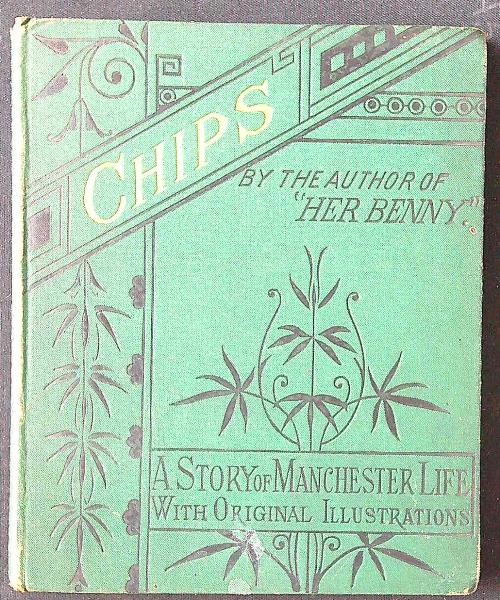 CHIPS
BY THE AUTHOR OF
"HER BENNY."
A STORY OF MANCHESTER LIFE
WITH ORIGINAL ILLUSTRATIONS